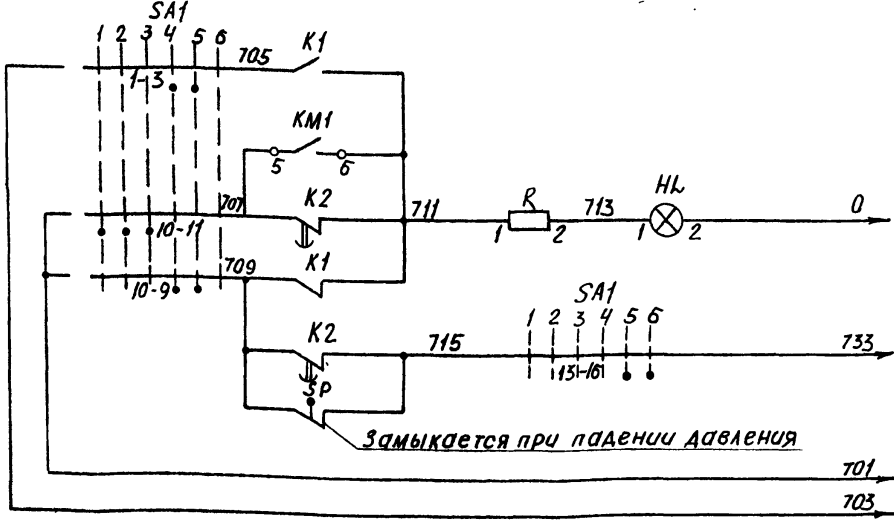 SA1
1 2 3 4 5 6
705
K1
1-3
KM1
5 6
707
K2
10-11
711
R
1 2
713
HL
1 2
0
709
K1
10-9
SA1
1 2 3 4 5 6
K2
715
733
13-16
SP
Замыкается при падении давления
701
703